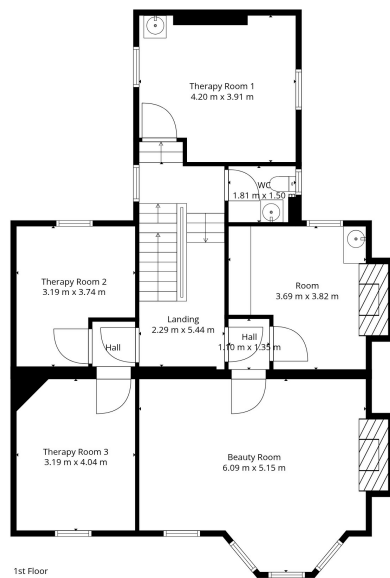 Therapy Room 1
4.20 m x 3.91 m
WC
1.81 m x 1.50
Therapy Room 2
3.19 m x 3.74 m
Room
3.69 m x 3.82 m
Landing
2.29 m x 5.44 m
Hall
Hall
1.10 m x 1.35 m
Therapy Room 3
3.19 m x 4.04 m
Beauty Room
6.09 m x 5.15 m
1st Floor